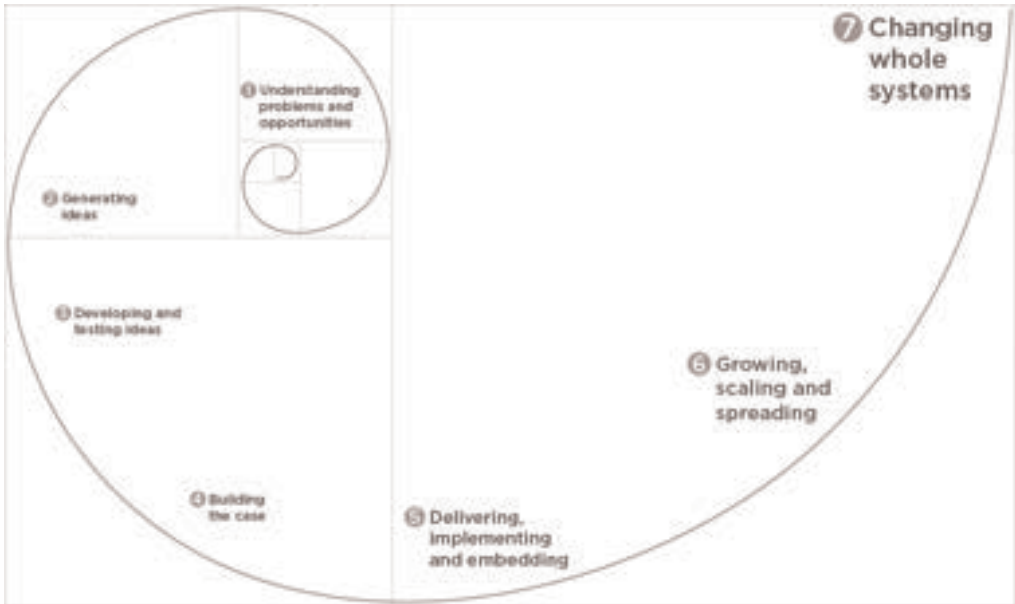 1 Understanding
problems and
opportunities
2 Generating
ideas
3 Developing and
testing ideas
4 Building
the case
5 Delivering,
implementing
and embedding
6 Growing,
scaling and
spreading
7 Changing
whole
systems